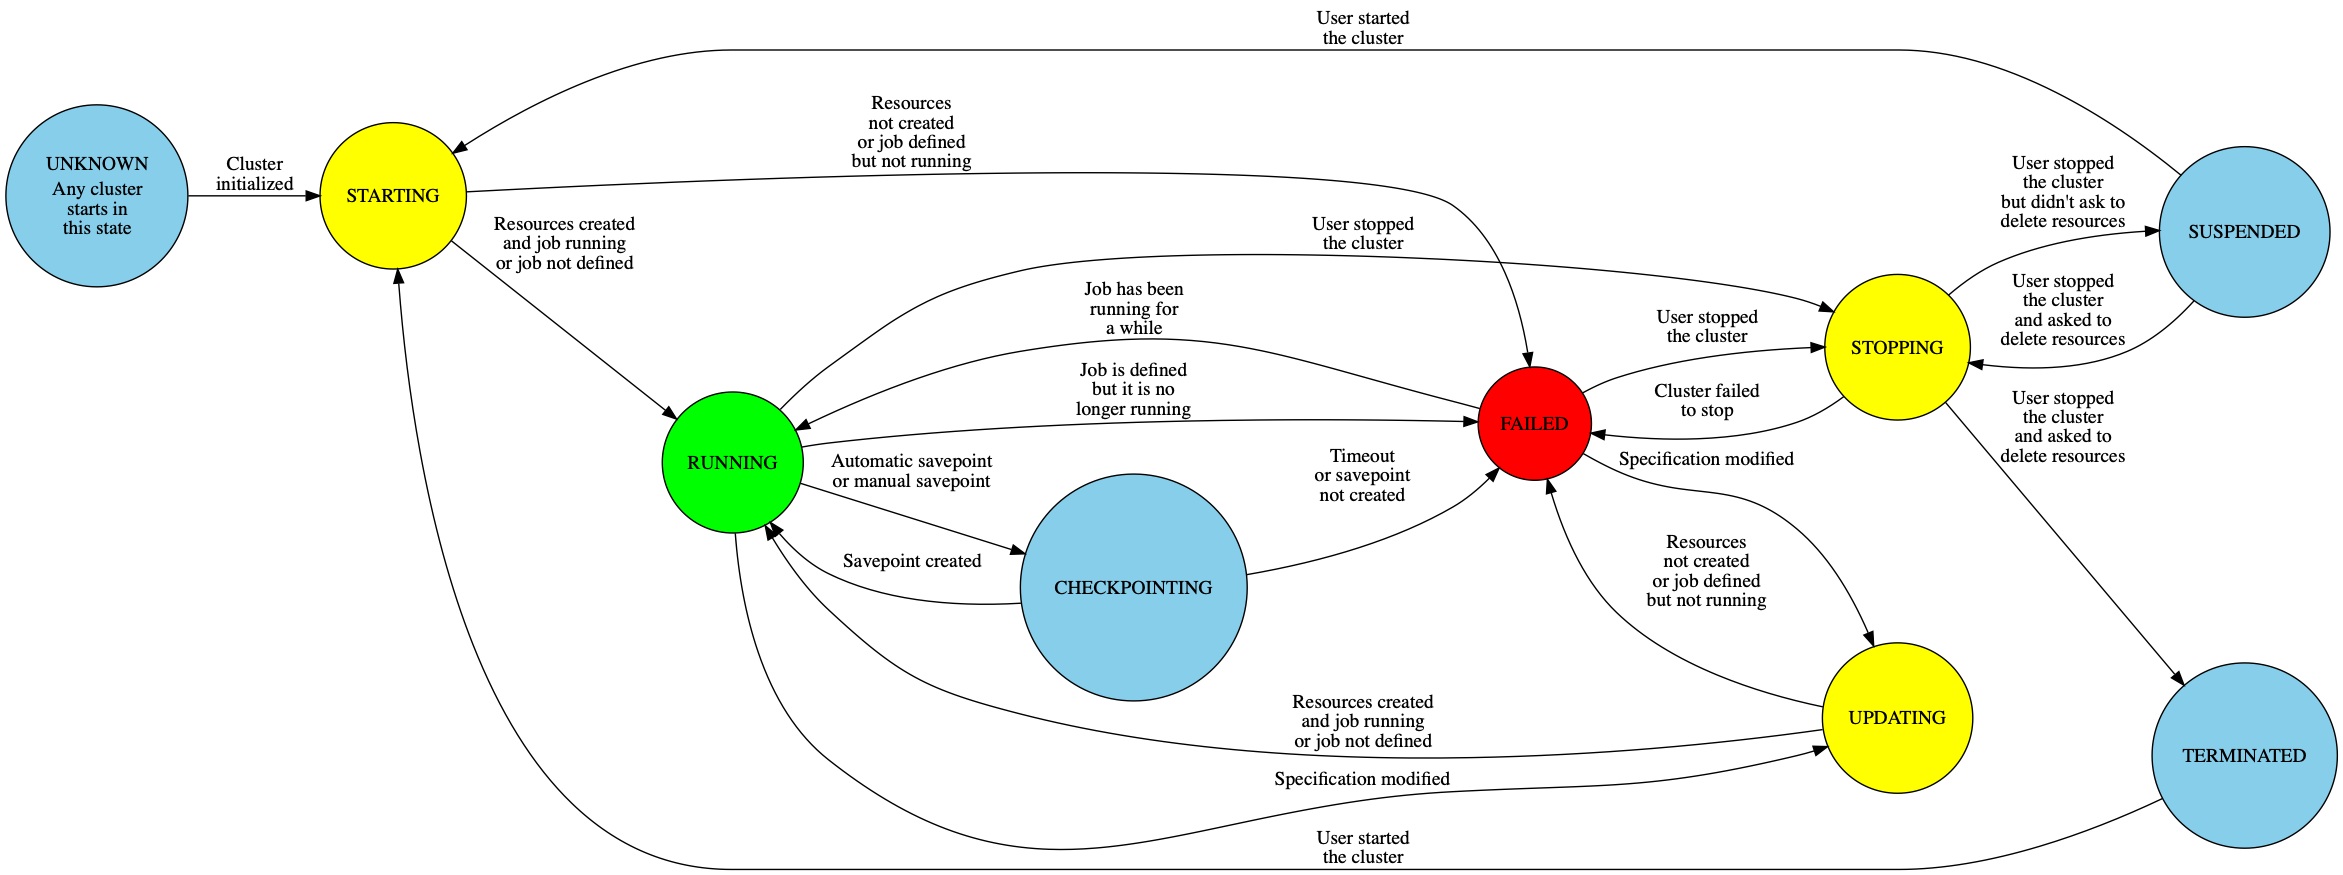 User started
the cluster
Resources
not created
or job defined
but not running
UNKNOWN
Any cluster
starts in
this state
Cluster
initialized
STARTING
Resources created
and job running
or job not defined
User stopped
the cluster
User stopped
the cluster
but didn't ask to
delete resources
SUSPENDED
Job has been
running for
a while
User stopped
the cluster
STOPPING
User stopped
the cluster
and asked to
delete resources
Job is defined
but it is no
longer running
FAILED
Cluster failed
to stop
User stopped
the cluster
and asked to
delete resources
RUNNING
Automatic savepoint
or manual savepoint
Timeout
or savepoint
not created
Specification modified
Savepoint created
CHECKPOINTING
Resources
not created
or job defined
but not running
Resources created
and job running
or job not defined
UPDATING
TERMINATED
Specification modified
User started
the cluster